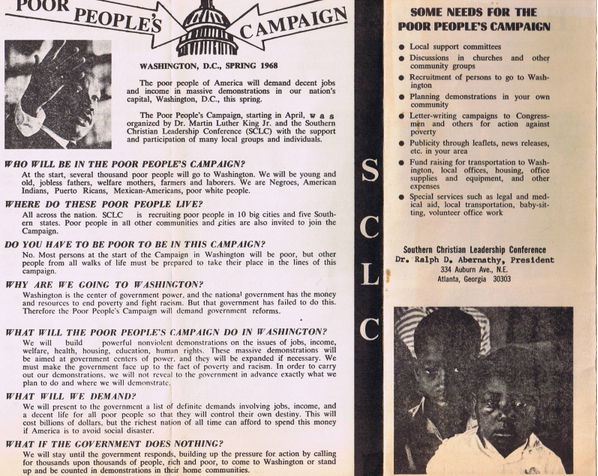 POOR PEOPLE'S CAMPAIGN
WASHINGTON, D.C., SPRING 1968
The poor people of America will demand decent jobs
and income in massive demonstrations in our nation's
capital, Washington, D.C., this spring.
The Poor People's Campaign, starting in April, was
organized by Dr. Martin Luther King Jr. and the Southern
Christian Leadership Conference (SCLC) with the support
and participation of many local groups and individuals.
WHO WILL BE IN THE POOR PEOPLE'S CAMPAIGN?
At the start, several thousand poor people will go to Washington. We will be young and
old, jobless fathers, welfare mothers, farmers and laborers. We are Negroes, American
Indians, Puerto Ricans, Mexican-Americans, poor white people.
WHERE DO THESE POOR PEOPLE LIVE?
All across the nation. SCLC is recruiting poor people in 10 big cities and five South-
ern states. Poor people in all other communities and cities are also invited to join the
Campaign.
DO YOU HAVE TO BE POOR TO BE IN THIS CAMPAIGN?
No. Most persons at the start of the Campaign in Washington will be poor, but other
people from all walks of life must be prepared to take their place in the lines of this
campaign.
WHY ARE WE GOING TO WASHINGTON?
Washington is the center of government power, and the national government has the money
and resources to end poverty and fight racism. But that government has failed to do this.
Therefore the Poor People's Campaign will demand government reforms.
WHAT WILL THE POOR PEOPLE'S CAMPAIGN DO IN WASHINGTON?
We will build powerful nonviolent demonstrations on the issues of jobs, income,
welfare, health, housing, education, human rights. These massive demonstrations will
be aimed at government centers of power, and they will be expanded if necessary. We
must make the government face up to the fact of poverty and racism. In order to carry
out our demonstrations, we will not reveal to the government in advance exactly what we
plan to do and where we will demonstrate.
WHAT WILL WE DEMAND?
We will present to the government a list of definite demands involving jobs, income, and
a decent life for all poor people so that they will control their own destiny. This will
cost billions of dollars, but the richest nation of all time can afford to spend this money
if America is to avoid social disaster.
WHAT IF THE GOVERNMENT DOES NOTHING?
We will stay until the government responds, building up the pressure for action by calling
for thousands upon thousands of people, rich and poor, to come to Washington or stand
up and be counted in demonstrations in their home communities.
S
C
L
C
SOME NEEDS FOR THE
POOR PEOPLE'S CAMPAIGN
● Local support committees
● Discussions in churches and other
community groups
● Recruitment of persons to go to Wash-
ington
● Planning demonstrations in your own
community
● Letter-writing campaigns to Congress-
men and others for action against
poverty
● Publicity through leaflets, news releases,
etc. in your area
● Fund raising for transportation to Wash-
ington, local offices, housing, office
supplies and equipment, and other
expenses
● Special services such as legal and med-
ical aid, local transportation, baby-sit-
ting, volunteer office work
Southern Christian Leadership Conference
Dr. Ralph D. Abernathy, President
334 Auburn Ave., N.E.
Atlanta, Georgia 30303